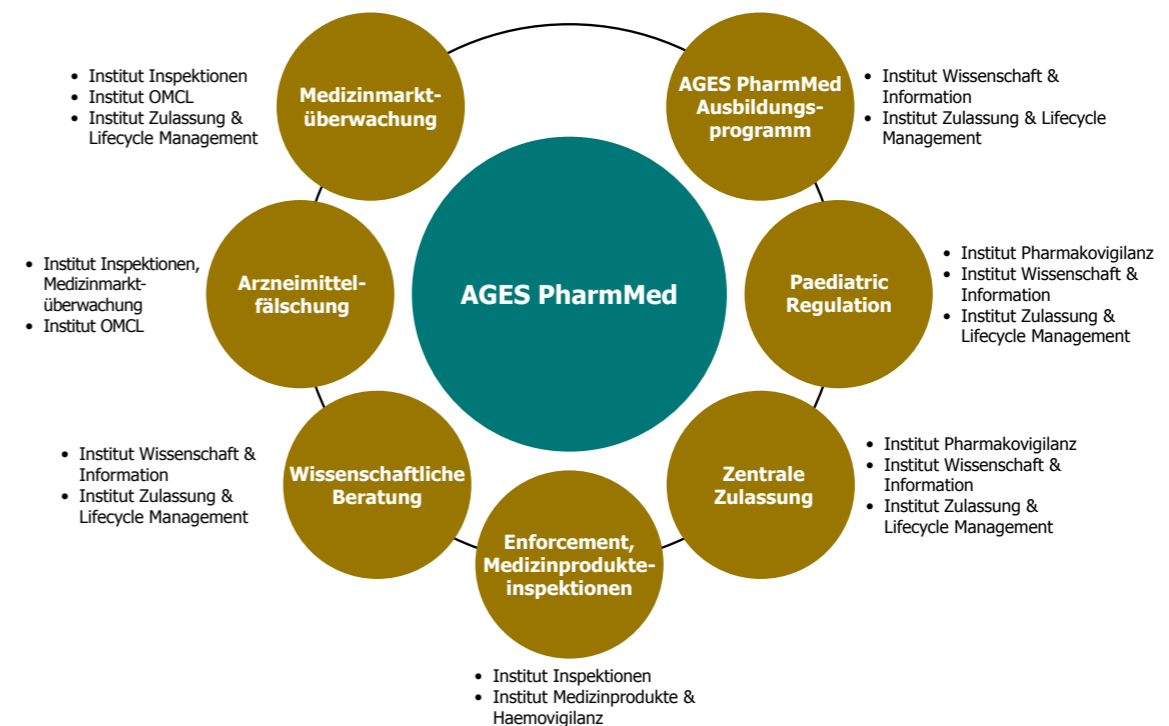 • Institut Inspektionen
• Institut OMCL
• Institut Zulassung &
Lifecycle Management
Medizinmarkt-
überwachung
AGES PharmMed
Ausbildungs-
programm
• Institut Wissenschaft &
Information
• Institut Zulassung & Lifecycle
Management
• Institut Inspektionen,
Medizinmarkt-
überwachung
• Institut OMCL
Arzneimittel-
fälschung
AGES PharmMed
Paediatric
Regulation
• Institut Pharmakovigilanz
• Institut Wissenschaft &
Information
• Institut Zulassung &
Lifecycle Management
• Institut Wissenschaft &
Information
• Institut Zulassung &
Lifecycle Management
Wissenschaftliche
Beratung
Enforcement,
Medizinprodukte-
inspektionen
Zentrale
Zulassung
• Institut Pharmakovigilanz
• Institut Wissenschaft &
Information
• Institut Zulassung &
Lifecycle Management
• Institut Inspektionen
• Institut Medizinprodukte &
Haemovigilanz